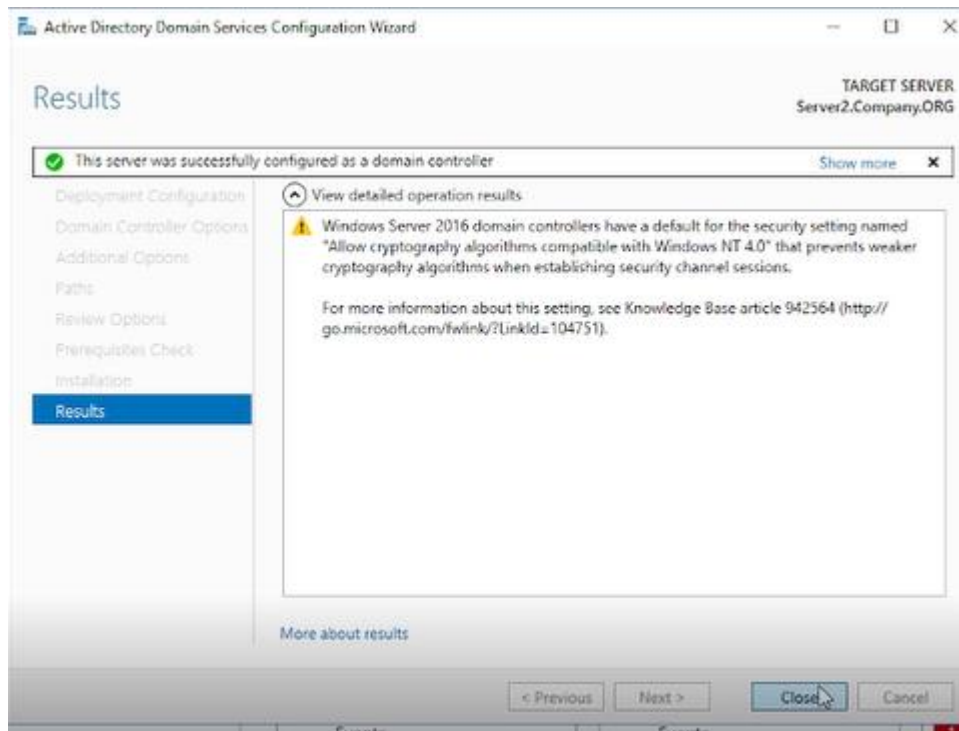 Active Directory Domain Services Configuration Wizard
Results
TARGET SERVER
Server2.Company.ORG
This server was successfully configured as a domain controller
Show more
Deployment Configuration
Domain Controller Options
Additional Options
Paths
Review Options
Prerequisites Check
Installation
Results
View detailed operation results
Windows Server 2016 domain controllers have a default for the security setting named
"Allow cryptography algorithms compatible with Windows NT 4.0" that prevents weaker
cryptography algorithms when establishing security channel sessions.
For more information about this setting, see Knowledge Base article 942564 (http://
go.microsoft.com/fwlink/?LinkId=104751).
More about results
< Previous
Next >
Close
Cancel